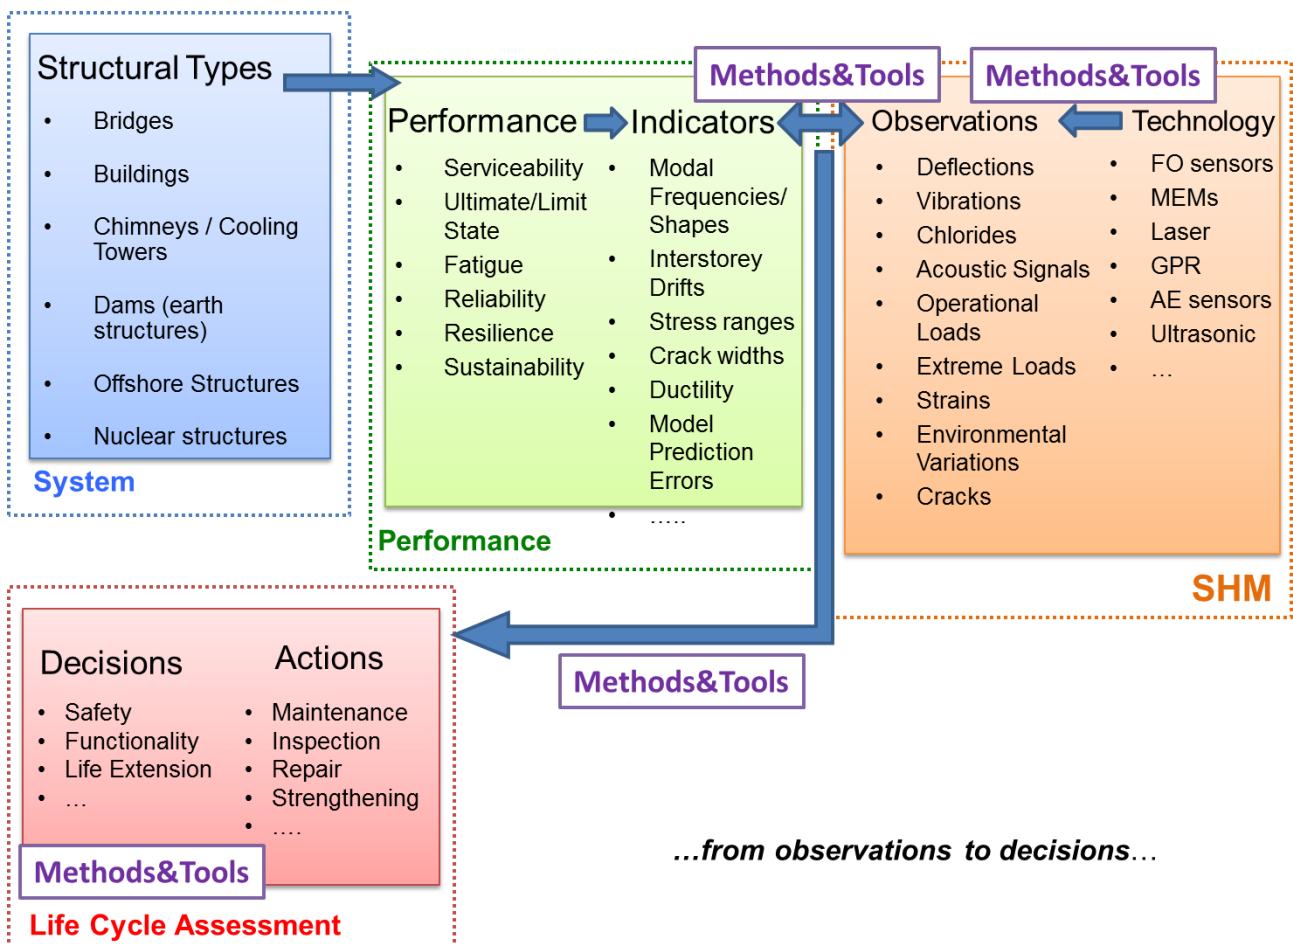 Structural Types
• Bridges
• Buildings
• Chimneys / Cooling
Towers
• Dams (earth
structures)
• Offshore Structures
• Nuclear structures
System
Methods&Tools
Methods&Tools
Performance
• Serviceability
• Ultimate/Limit
State
• Fatigue
• Reliability
• Resilience
• Sustainability
Indicators
• Modal
Frequencies/
Shapes
• Interstorey
Drifts
• Stress ranges
• Crack widths
• Ductility
• Model
Prediction
Errors
• …..
Performance
Observations
• Deflections
• Vibrations
• Chlorides
• Acoustic Signals
• Operational
Loads
• Extreme Loads
• Strains
• Environmental
Variations
• Cracks
Technology
• FO sensors
• MEMs
• Laser
• GPR
• AE sensors
• Ultrasonic
• …
SHM
Methods&Tools
Decisions
• Safety
• Functionality
• Life Extension
• …
Actions
• Maintenance
• Inspection
• Repair
• Strengthening
• ….
Methods&Tools
Life Cycle Assessment
…from observations to decisions…